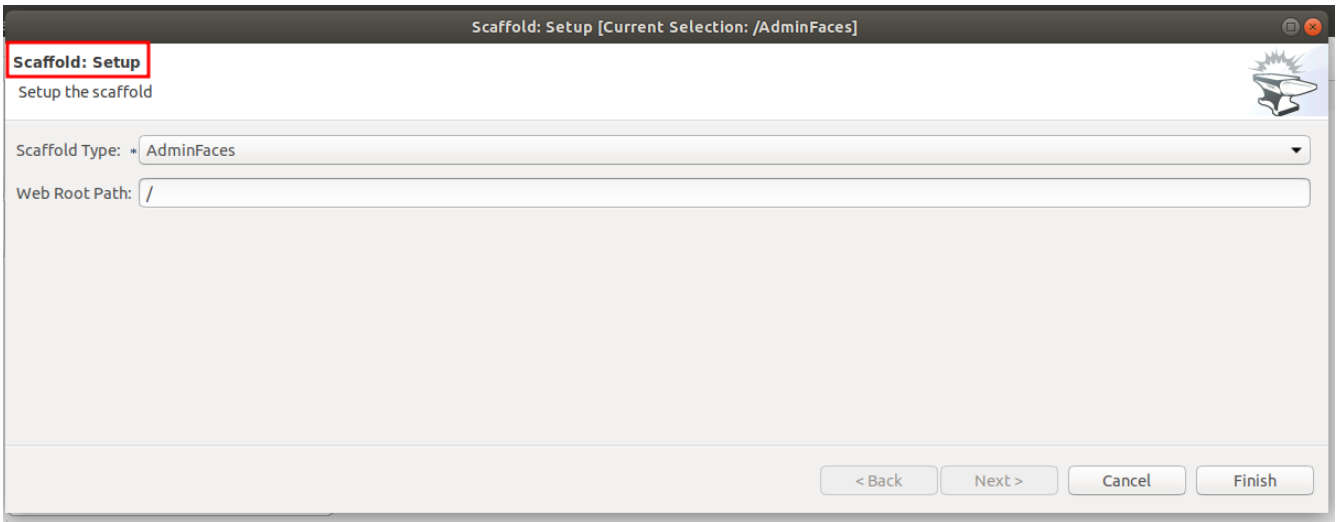 Scaffold: Setup [Current Selection: /AdminFaces]
Scaffold: Setup
Setup the scaffold
Scaffold Type: * AdminFaces
Web Root Path: /
< Back Next > Cancel Finish